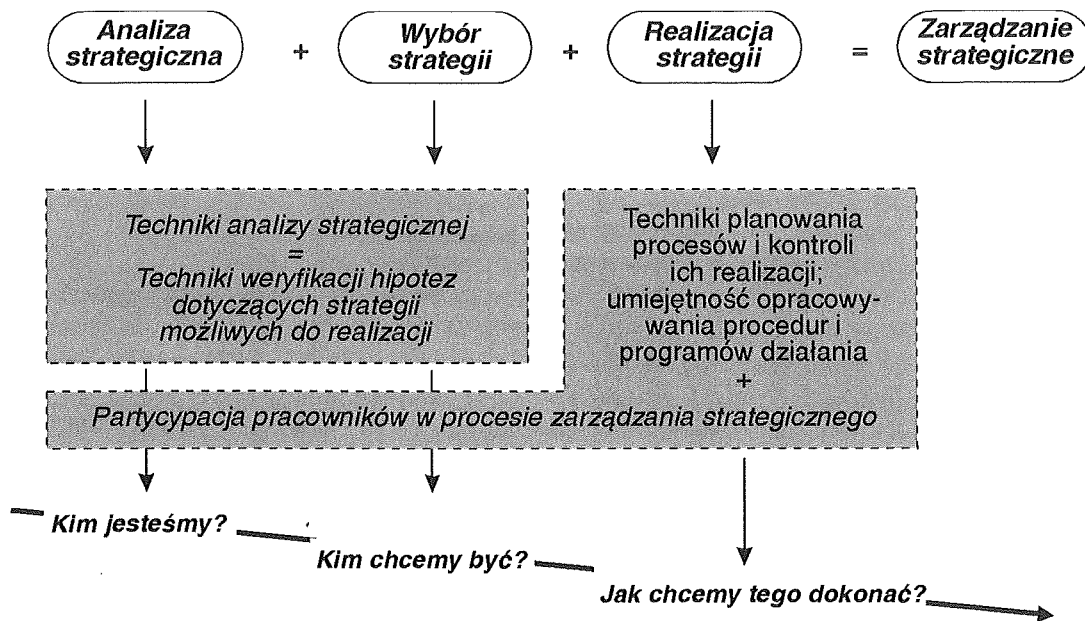 Analiza
strategiczna
+
Wybór
strategii
+
Realizacja
strategii
=
Zarządzanie
strategiczne
Techniki analizy strategicznej
=
Techniki weryfikacji hipotez
dotyczących strategii
możliwych do realizacji
Techniki planowania
procesów i kontroli
ich realizacji;
umiejętność opracowy-
wania procedur i
programów działania
+
Partycypacja pracowników w procesie zarządzania strategicznego
Kim jesteśmy?
Kim chcemy być?
Jak chcemy tego dokonać?